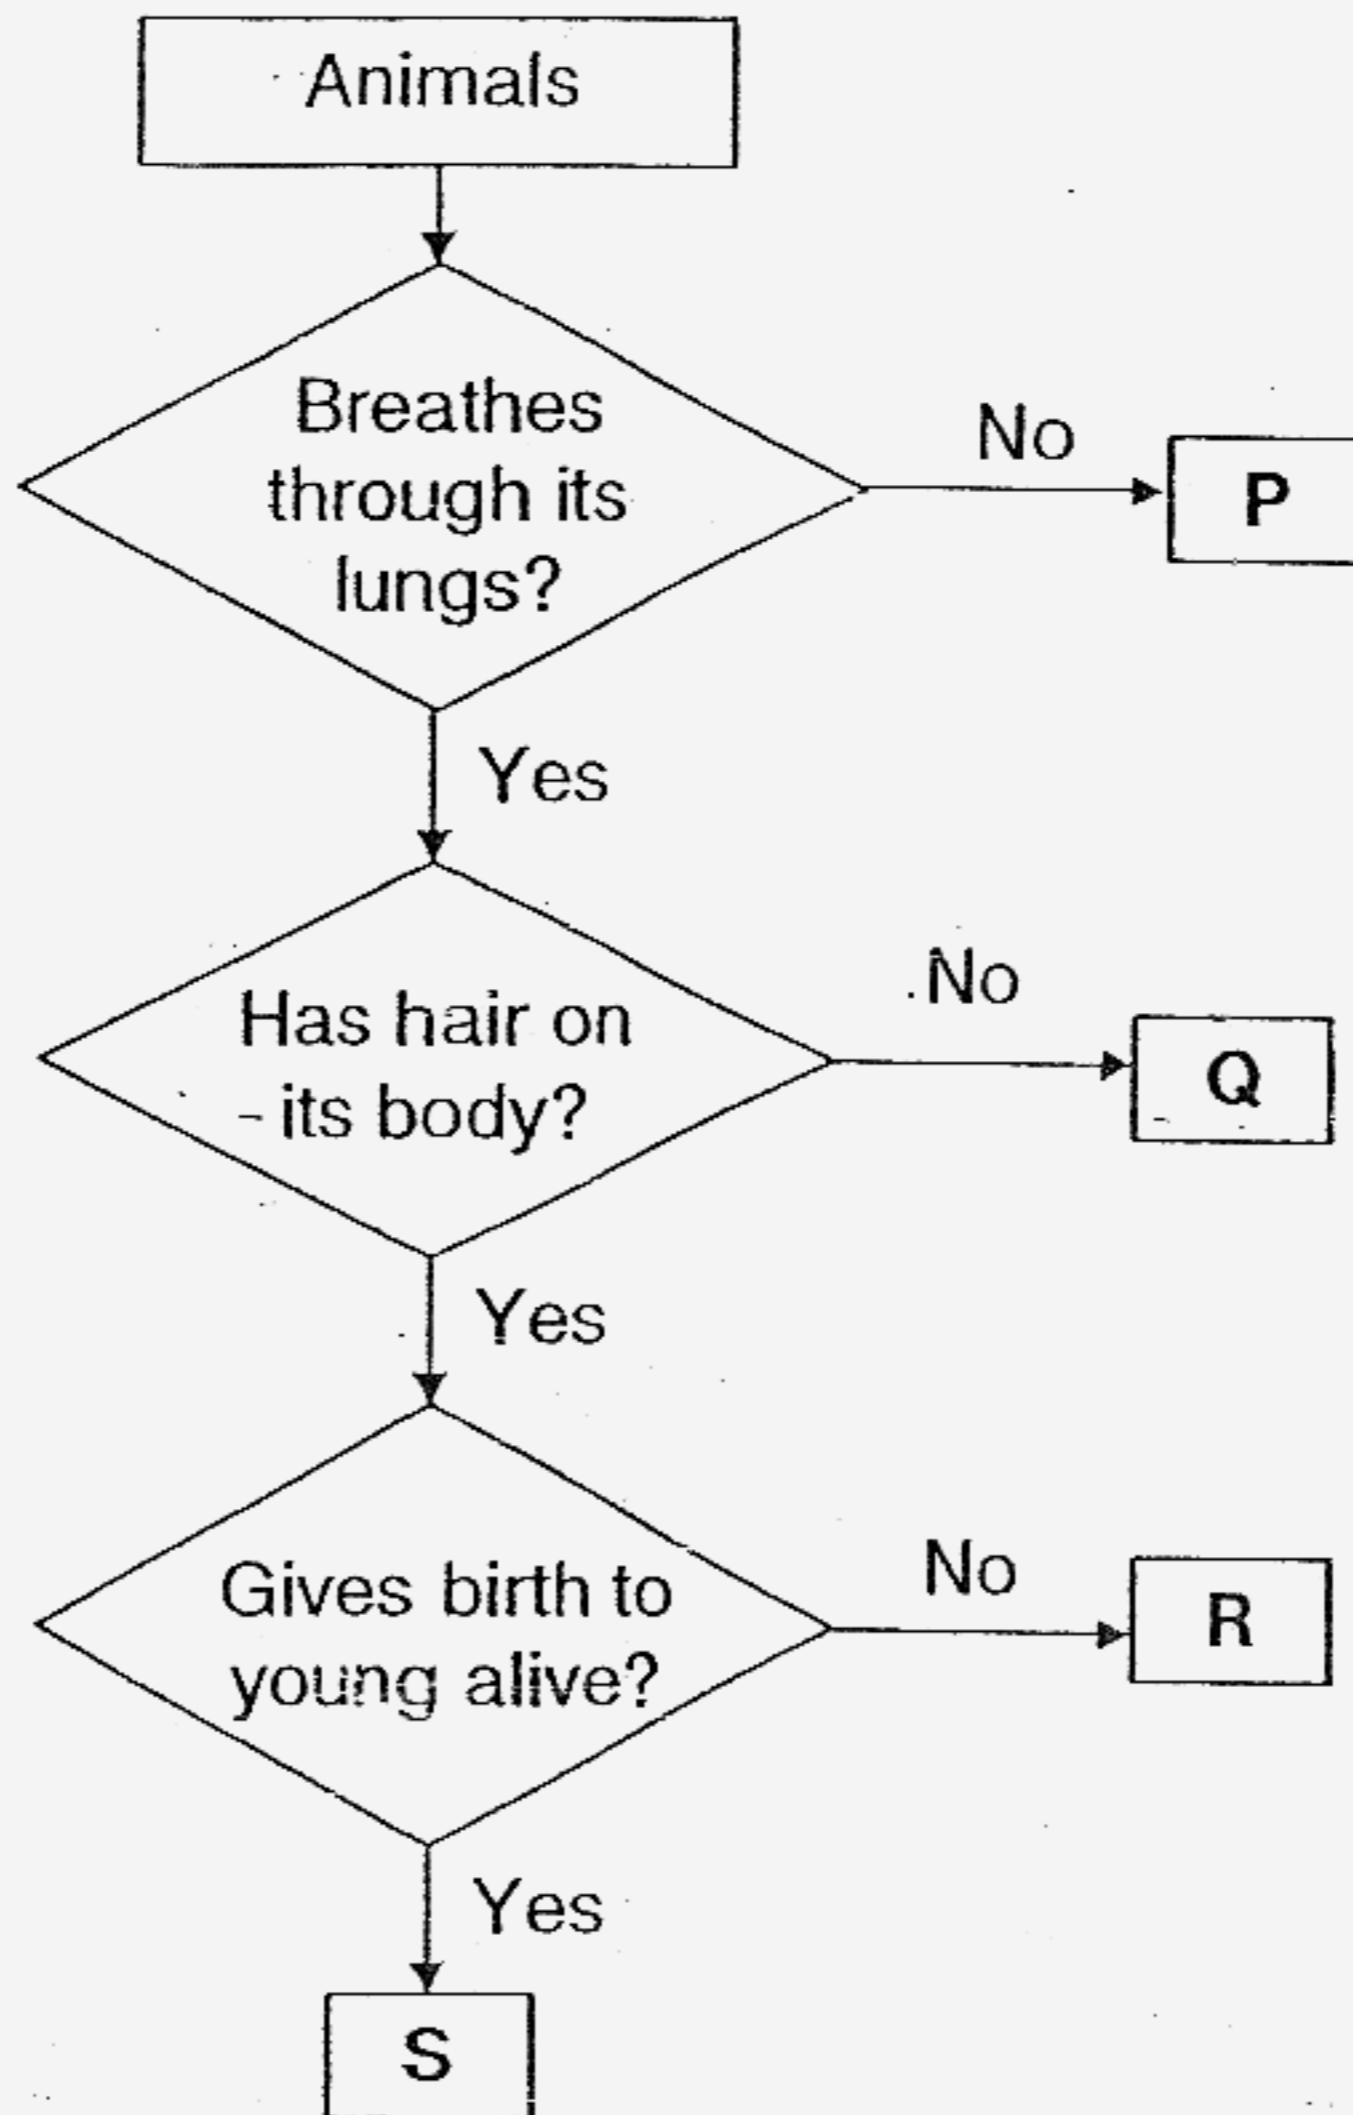 Animals
Breathes
through its
lungs?
No
P
Yes
Has hair on
its body?
No
Q
Yes
Gives birth to
young alive?
No
R
Yes
S